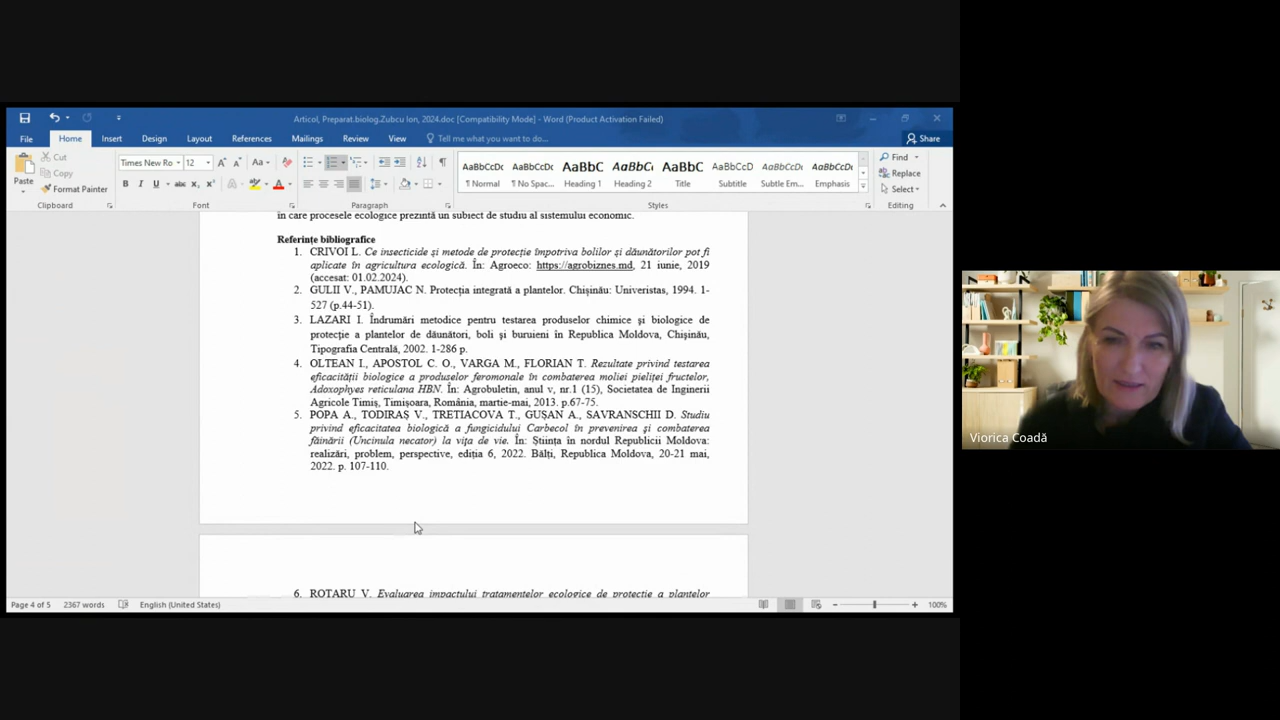 Articol, Preparat.biolog.Zubcu Ion, 2024.doc [Compatibility Mode] - Word (Product Activation Failed)
File Home Insert Design Layout References Mailings Review View Tell me what you want to do... Share
Cut
Copy
Paste
Format Painter
Clipboard
Times New Ro 12
Font
Paragraph
AaBbCcDc AaBbCcDc AaBbC AaBbCi AaBbC AaBbCcD AaBbCcDi AaBbCcDi
¶ Normal ¶ No Spac... Heading 1 Heading 2 Title Subtitle Subtle Em... Emphasis
Styles
Find
Replace
Select
Editing
în care procesele ecologice prezintă un subiect de studiu al sistemului economic.
Referințe bibliografice
1. CRIVOI L. Ce insecticide și metode de protecție împotriva bolilor și dăunătorilor pot fi
aplicate în agricultura ecologică. În: Agroeco: https://agrobiznes.md, 21 iunie, 2019
(accesat: 01.02.2024).
2. GULII V., PAMUJAC N. Protecția integrată a plantelor. Chișinău: Univeristas, 1994. 1-
527 (p.44-51).
3. LAZARI I. Îndrumări metodice pentru testarea produselor chimice și biologice de
protecție a plantelor de dăunători, boli și buruieni în Republica Moldova, Chișinău,
Tipografia Centrală, 2002. 1-286 p.
4. OLTEAN I., APOSTOL C. O., VARGA M., FLORIAN T. Rezultate privind testarea
eficacității biologice a produselor feromonale în combaterea moliei pieliței fructelor,
Adoxophyes reticulana HBN. În: Agrobuletin, anul v, nr.1 (15), Societatea de Inginerii
Agricole Timiș, Timișoara, România, martie-mai, 2013. p.67-75.
5. POPA A., TODIRAȘ V., TRETIACOVA T., GUȘAN A., SAVRANSCHII D. Studiu
privind eficacitatea biologică a fungicidului Carbecol în prevenirea și combaterea
făinării (Uncinula necator) la vița de vie. În: Știința în nordul Republicii Moldova:
realizări, problem, perspective, ediția 6, 2022. Bălți, Republica Moldova, 20-21 mai,
2022. p. 107-110.
6. ROTARU V. Evaluarea impactului tratamentelor ecologice de protecție a plantelor
Page 4 of 5 2367 words English (United States) 100%
Viorica Coadă